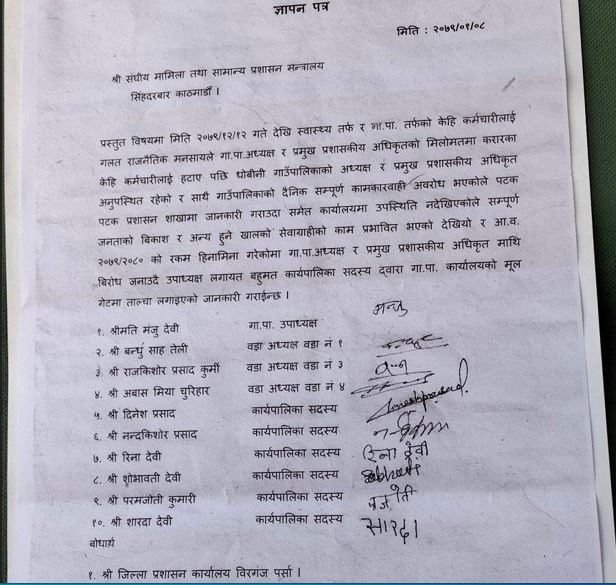 ज्ञापन पत्र
मिति : २०७९/०१/०८
श्री संघीय मामिला तथा सामान्य प्रशासन मन्त्रालय
सिंहदरबार काठमाडौं ।
प्रस्तुत विषयमा मिति २०७९/१२/१२ गते देखि स्वास्थ्य तर्फ र गा.पा. तर्फको केहि कर्मचारीलाई
गलत राजनैतिक मनसायले गा.पा.अध्यक्ष र प्रमुख प्रशासकीय अधिकृतको मिलोमतमा करारका
केहि कर्मचारीलाई हटाए पछि धोबीनी गाउँपालिकाको अध्यक्ष र प्रमुख प्रशासकीय अधिकृत
अनुपस्थित रहेको र साथै गाउँपालिकाको दैनिक सम्पूर्ण कामकारवाही अवरोध भएकोले पटक
पटक प्रशासन शाखामा जानकारी गराउदा समेत कार्यालयमा उपस्थिति नदेखिएकोले सम्पूर्ण
जनताको बिकाश र अन्य हुने खालको सेवाग्राहीको काम प्रभावित भएको देखियो र आ.व.
२०७९/२०८० को रकम हिनामिना गरेकोमा गा.पा.अध्यक्ष र प्रमुख प्रशासकीय अधिकृत माथि
बिरोध जनाउदै उपाध्यक्ष लगायत बहुमत कार्यपालिका सदस्य द्वारा गा.पा. कार्यालयको मूल
गेटमा ताल्चा लगाइएको जानकारी गराईन्छ ।
१. श्रीमति मंजु देवी गा.पा. उपाध्यक्ष
२. श्री बन्धु साह तेली वडा अध्यक्ष वडा नं १
३. श्री राजकिशोर प्रसाद कुर्मी वडा अध्यक्ष वडा नं ३
४. श्री अबास मिया चुरिहार वडा अध्यक्ष वडा नं ४
५. श्री दिनेश प्रसाद कार्यपालिका सदस्य
६. श्री नन्दकिशोर प्रसाद कार्यपालिका सदस्य
७. श्री रिना देवी कार्यपालिका सदस्य रिना देवी
८. श्री शोभावती देवी कार्यपालिका सदस्य
९. श्री परमजोती कुमारी कार्यपालिका सदस्य
१०. श्री शारदा देवी कार्यपालिका सदस्य सारदा
बोधार्थ
१. श्री जिल्ला प्रशासन कार्यालय विरगंज पर्सा ।